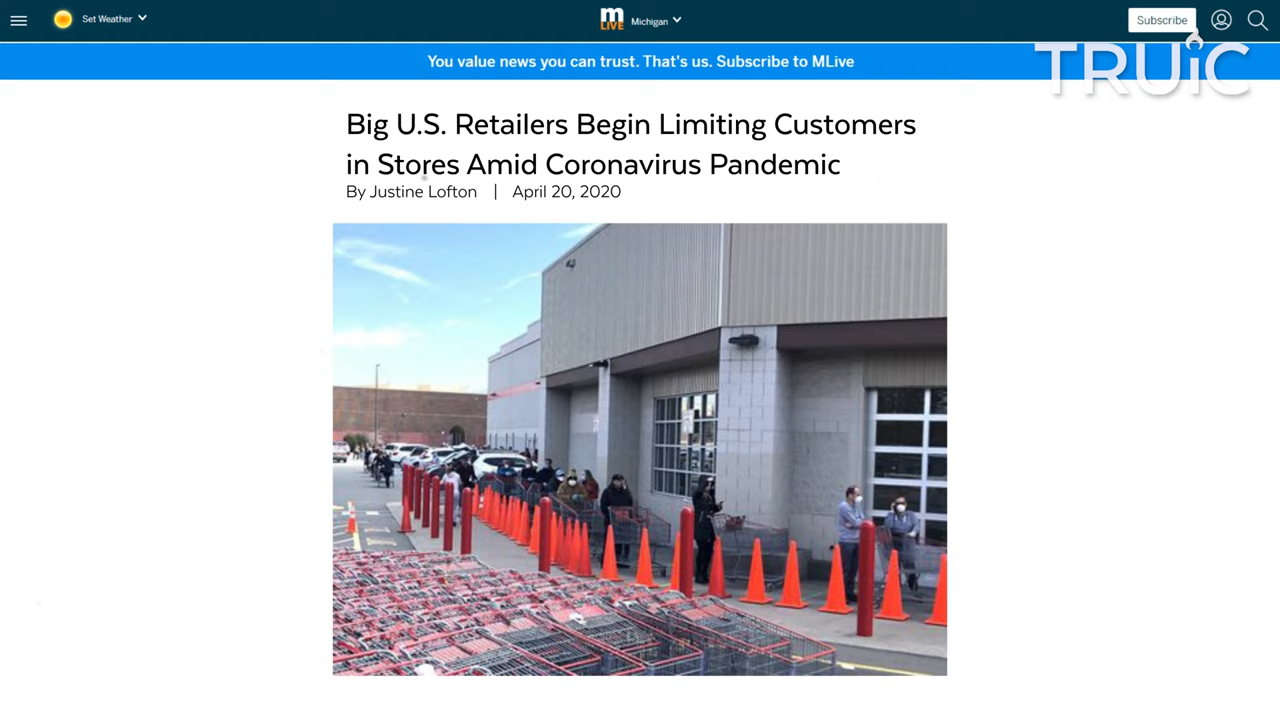 Set Weather
m
LIVE
Michigan
Subscribe
TRUiC
You value news you can trust. That's us. Subscribe to MLive
Big U.S. Retailers Begin Limiting Customers
in Stores Amid Coronavirus Pandemic
By Justine Lofton | April 20, 2020